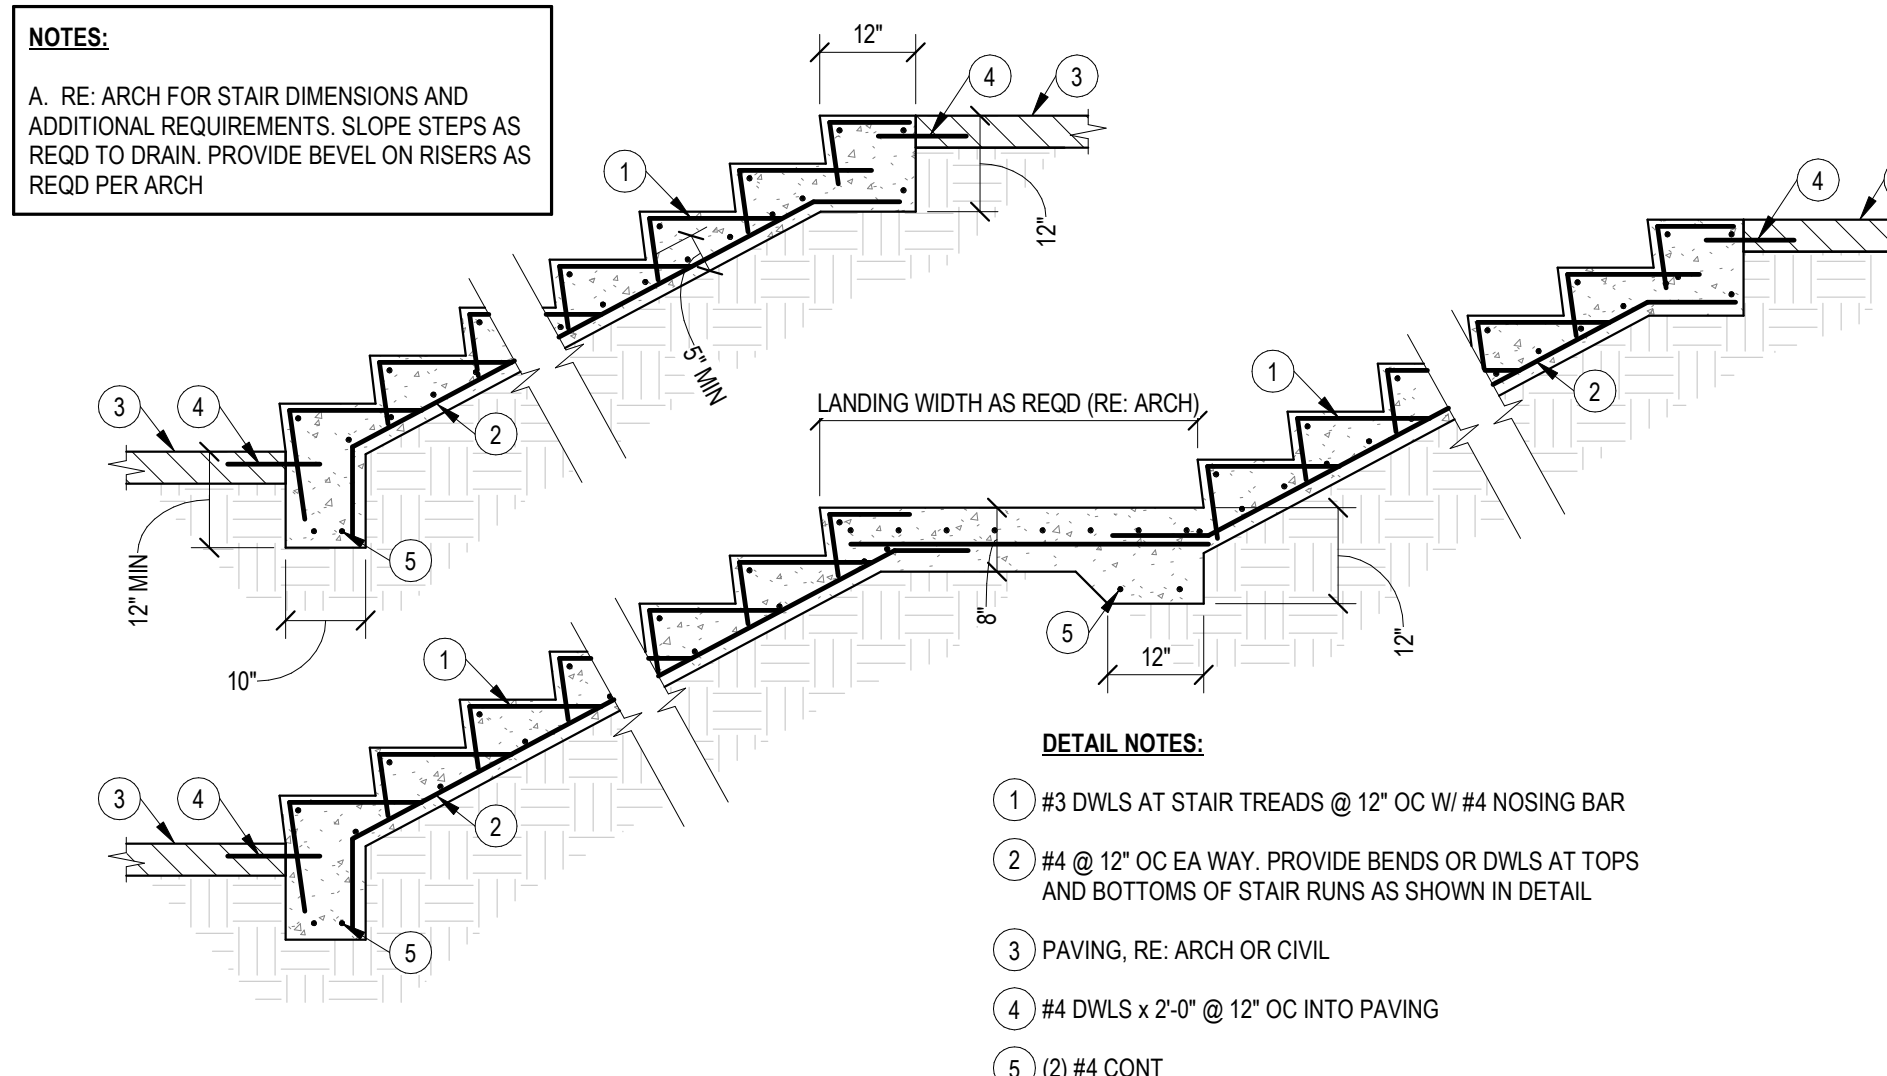 NOTES:
A. RE: ARCH FOR STAIR DIMENSIONS AND
ADDITIONAL REQUIREMENTS. SLOPE STEPS AS
REQD TO DRAIN. PROVIDE BEVEL ON RISERS AS
REQD PER ARCH
12"
4
3
1
12"
5" MIN
3
4
2
5
12" MIN
10"
4
1
2
LANDING WIDTH AS REQD (RE: ARCH)
8"
5
12"
12"
1
3
4
2
5
DETAIL NOTES:
1 #3 DWLS AT STAIR TREADS @ 12" OC W/ #4 NOSING BAR
2 #4 @ 12" OC EA WAY. PROVIDE BENDS OR DWLS AT TOPS
AND BOTTOMS OF STAIR RUNS AS SHOWN IN DETAIL
3 PAVING, RE: ARCH OR CIVIL
4 #4 DWLS x 2'-0" @ 12" OC INTO PAVING
5 (2) #4 CONT